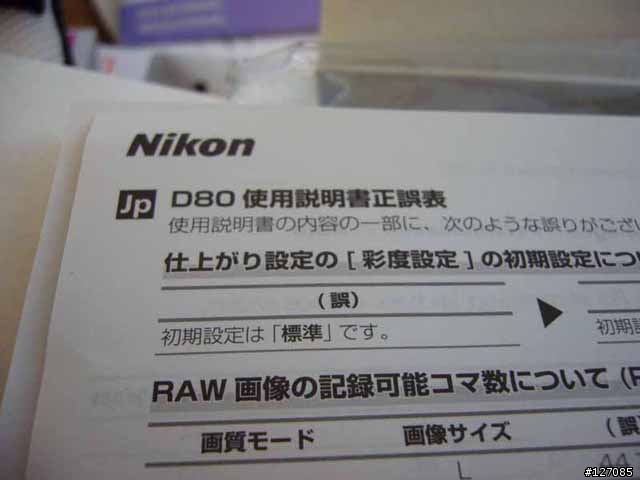 Nikon
Jp D80 使用説明書正誤表
使用説明書の内容の一部に、次のような誤りがござい
仕上がり設定の [ 彩度設定 ] の初期設定につ
(誤)
初期設定は「標準」です。 初期
RAW 画像の記録可能コマ数について (
画質モード 画像サイズ (誤
L
#127085